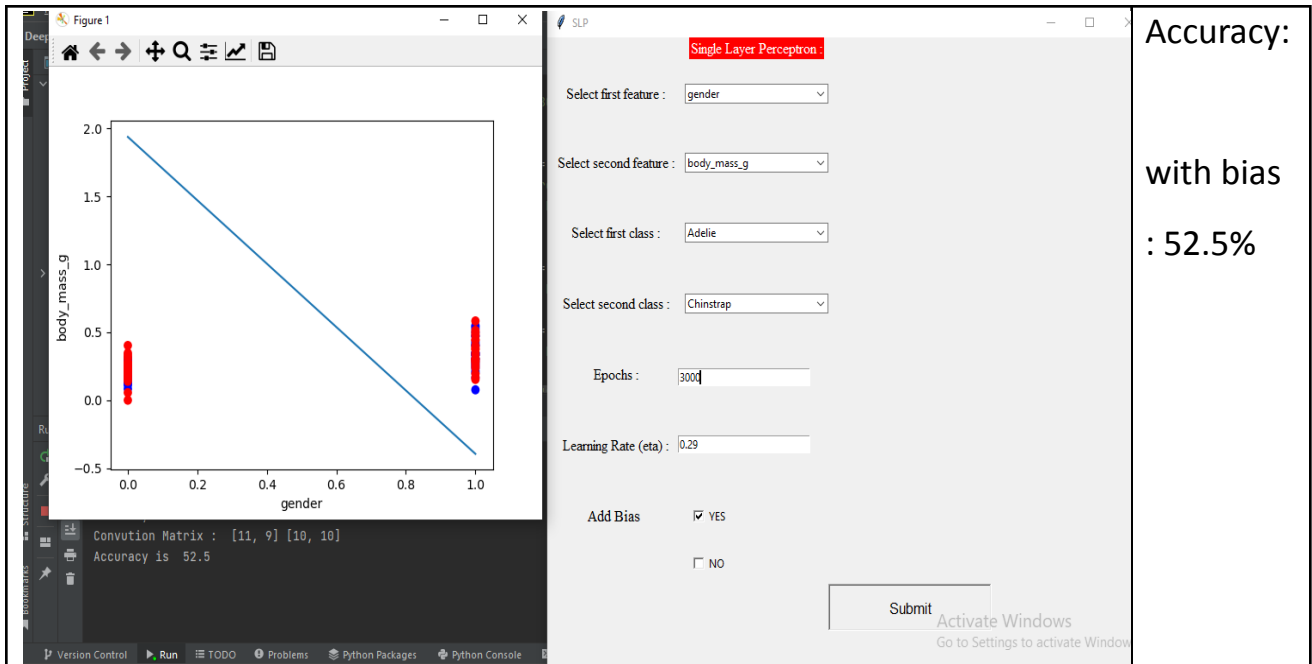 Figure 1
SLP
Accuracy:
Deep
Single Layer Perceptron :
Project
Select first feature :
gender
2.0
Select second feature :
body_mass_g
with bias
1.5
Select first class :
Adelie
: 52.5%
body_mass_g
1.0
Select second class :
Chinstrap
0.5
Epochs :
3000
0.0
Learning Rate (eta) :
0.29
−0.5
0.0 0.2 0.4 0.6 0.8 1.0
gender
Structure
Add Bias
YES
Convution Matrix : [11, 9] [10, 10]
Accuracy is 52.5
NO
Bookmarks
Submit
Activate Windows
Go to Settings to activate Window
Version Control Run TODO Problems Python Packages Python Console